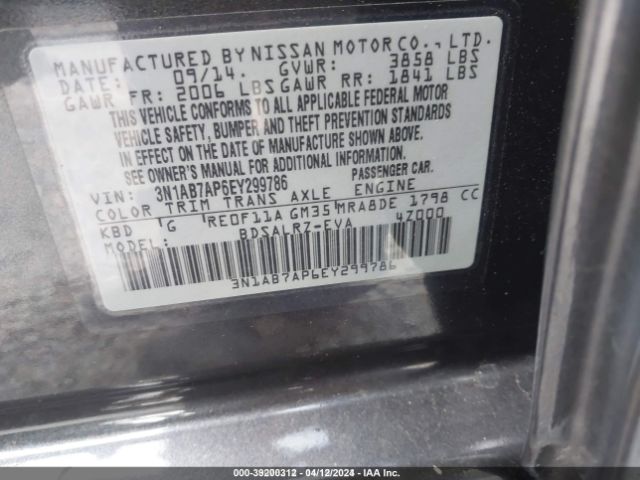 MANUFACTURED BY NISSAN MOTOR CO., LTD.
DATE: 09/14. GVWR: 3858 LBS
GAWR FR: 2006 LBS GAWR RR: 1841 LBS
THIS VEHICLE CONFORMS TO ALL APPLICABLE FEDERAL MOTOR
VEHICLE SAFETY, BUMPER AND THEFT PREVENTION STANDARDS
IN EFFECT ON THE DATE OF MANUFACTURE SHOWN ABOVE.
SEE OWNER'S MANUAL FOR ADDITIONAL INFORMATION.
VIN: 3N1AB7AP6EY299786 PASSENGER CAR.
COLOR TRIM TRANS AXLE ENGINE
KBD G RE0F11A GM35 MRA8DE 1798 CC
MODEL: BDSALRZ-EVA 4Z000
3N1AB7AP6EY299786
000-39200312 - 04/12/2024 - IAA Inc.